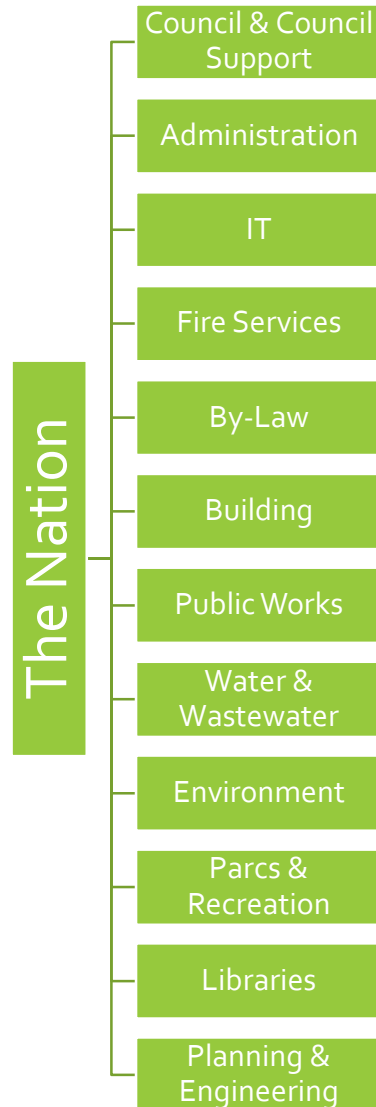 The Nation
Council & Council
Support
Administration
IT
Fire Services
By-Law
Building
Public Works
Water &
Wastewater
Environment
Parcs &
Recreation
Libraries
Planning &
Engineering